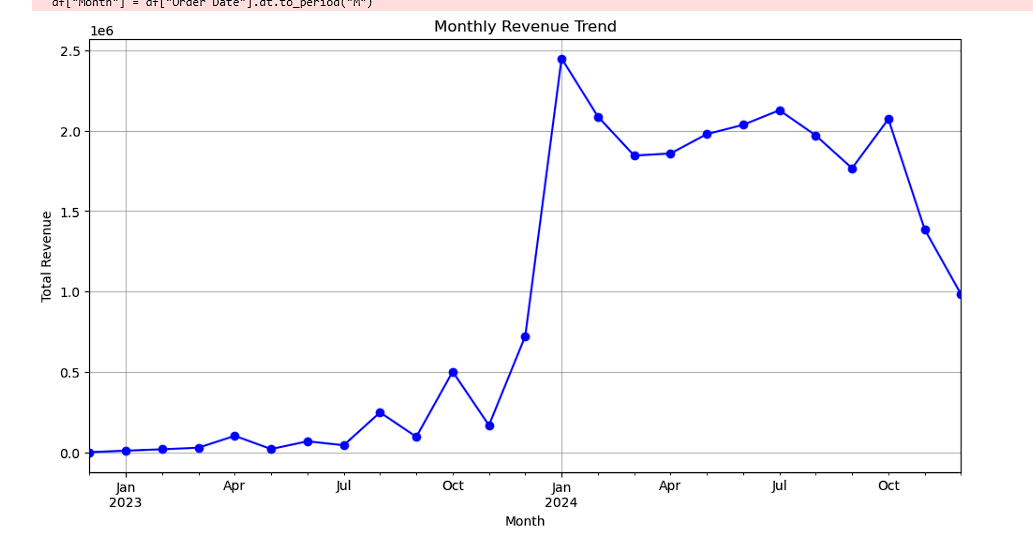 df["Month"] = df["Order Date"].dt.to_period("M")
Monthly Revenue Trend
1e6
2.5
2.0
1.5
1.0
0.5
0.0
Total Revenue
Jan Apr Jul Oct Jan Apr Jul Oct
2023 2024
Month